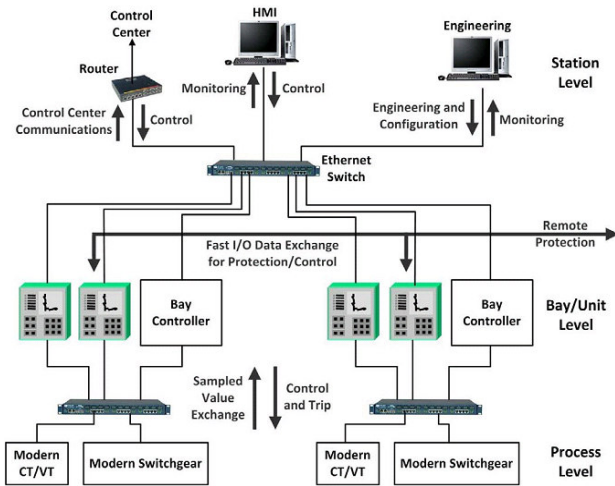 Control
Center
HMI
Engineering
Router
Station
Level
Monitoring
Control
Control Center
Communications
Control
Engineering and
Configuration
Monitoring
Ethernet
Switch
Remote
Protection
Fast I/O Data Exchange
for Protection/Control
Bay
Controller
Bay
Controller
Bay/Unit
Level
Sampled
Value
Exchange
Control
and Trip
Modern
CT/VT
Modern Switchgear
Modern
CT/VT
Modern Switchgear
Process
Level